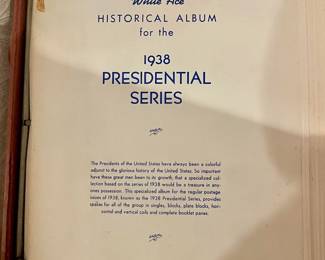 White Ace
HISTORICAL ALBUM
for the
1938
PRESIDENTIAL
SERIES
The Presidents of the United States have always been a colorful
adjunct to the glorious history of the United States. So important
have these great men been to its growth, that a specialized col-
lection based on the series of 1938 would be a treasure in any-
ones possession. This specialized album for the regular postage
issues of 1938, known as the 1938 Presidential Series, provides
spaces for all of the group in singles, blocks, plate blocks, hori-
zontal and vertical coils and complete booklet panes.